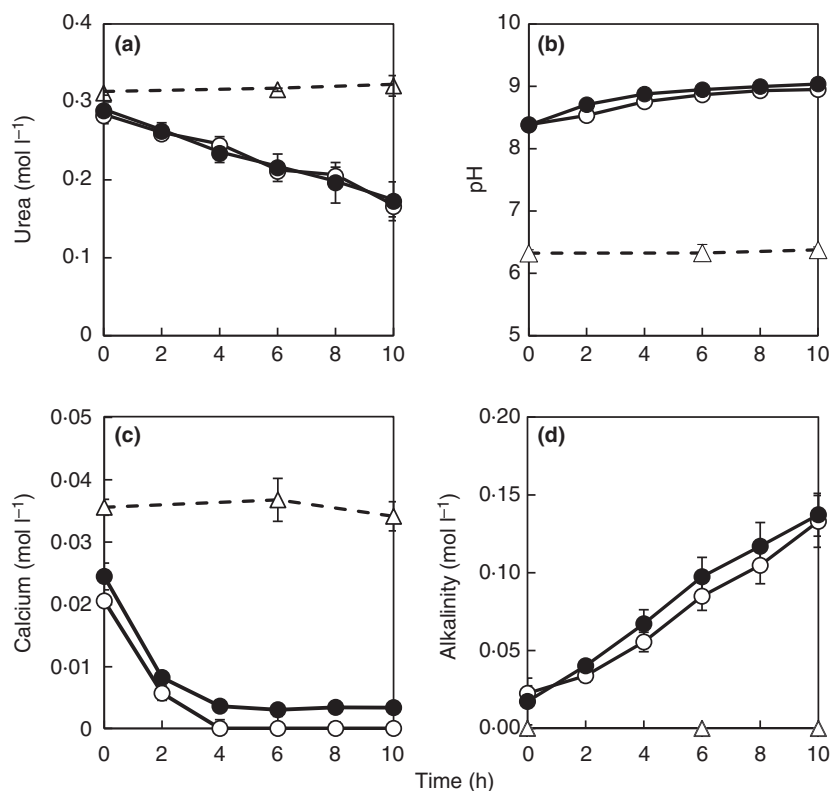 (a)
0·4
0·3
0·2
0·1
0
Urea (mol l⁻¹)
0 2 4 6 8 10
(b)
10
9
8
7
6
5
pH
0 2 4 6 8 10
(c)
0·05
0·04
0·03
0·02
0·01
0
Calcium (mol l⁻¹)
0 2 4 6 8 10
(d)
0·20
0·15
0·10
0·05
0·00
Alkalinity (mol l⁻¹)
0 2 4 6 8 10
Time (h)